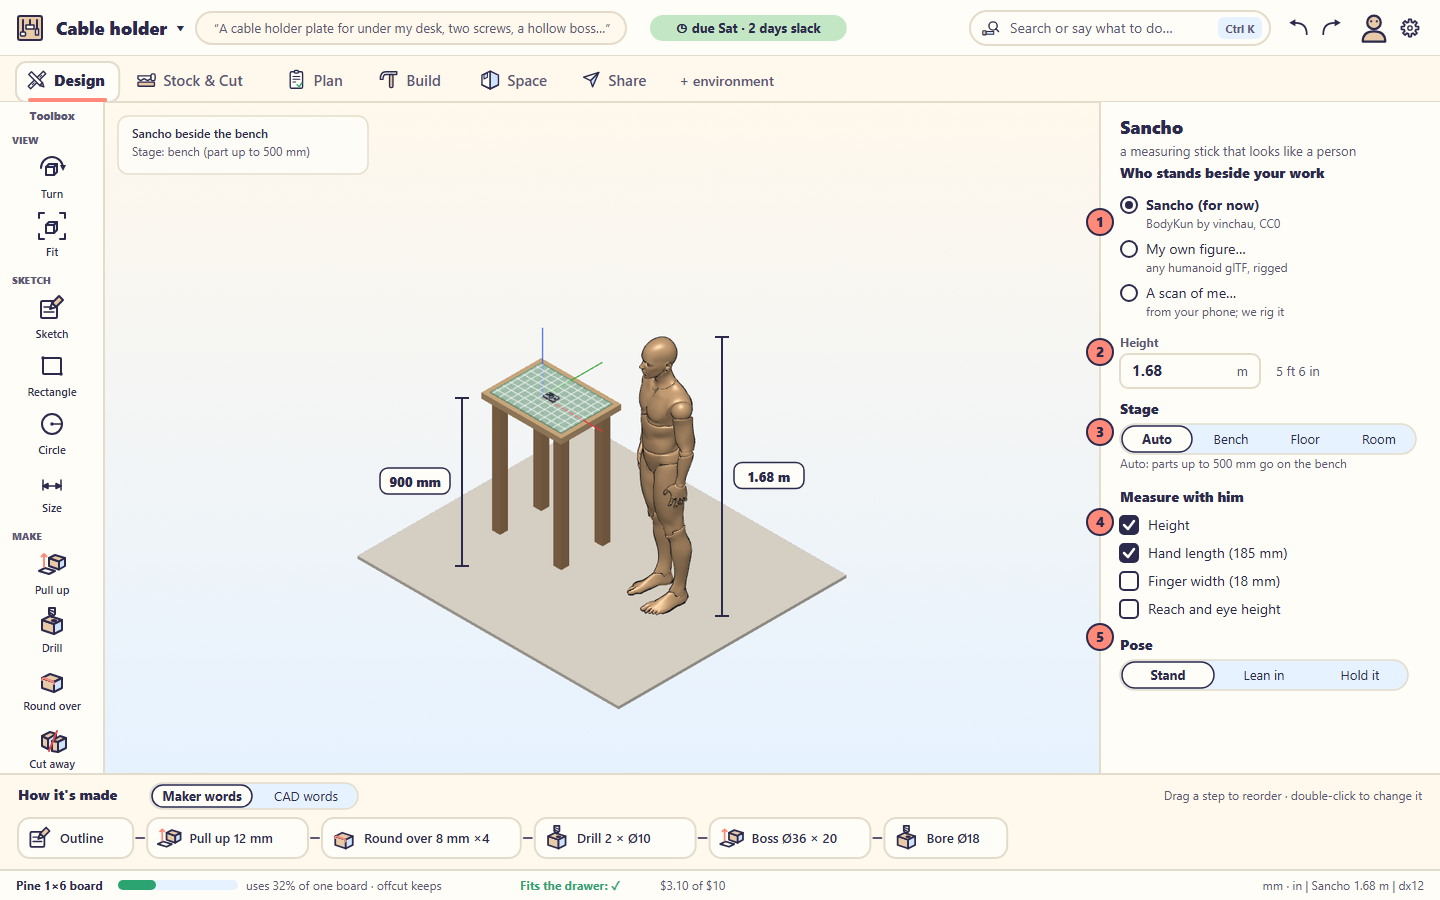 Cable holder
“A cable holder plate for under my desk, two screws, a hollow boss…”
due Sat · 2 days slack
Search or say what to do…
Ctrl K
Design
Stock & Cut
Plan
Build
Space
Share
+ environment
Toolbox
VIEW
Turn
Fit
SKETCH
Sketch
Rectangle
Circle
Size
MAKE
Pull up
Drill
Round over
Cut away
Sancho beside the bench
Stage: bench (part up to 500 mm)
900 mm
1.68 m
Sancho
a measuring stick that looks like a person
Who stands beside your work
1
Sancho (for now)
BodyKun by vinchau, CC0
My own figure…
any humanoid glTF, rigged
A scan of me…
from your phone; we rig it
2
Height
1.68 m
5 ft 6 in
Stage
3
Auto
Bench
Floor
Room
Auto: parts up to 500 mm go on the bench
Measure with him
4
Height
Hand length (185 mm)
Finger width (18 mm)
Reach and eye height
5
Pose
Stand
Lean in
Hold it
How it's made
Maker words
CAD words
Drag a step to reorder · double-click to change it
Outline
Pull up 12 mm
Round over 8 mm ×4
Drill 2 × Ø10
Boss Ø36 × 20
Bore Ø18
Pine 1×6 board
uses 32% of one board · offcut keeps
Fits the drawer: ✓
$3.10 of $10
mm · in | Sancho 1.68 m | dx12